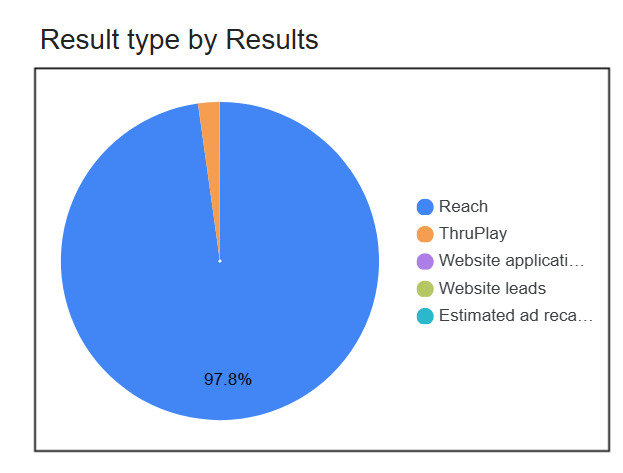 Result type by Results
Reach
ThruPlay
Website applicati…
Website leads
Estimated ad reca…
97.8%